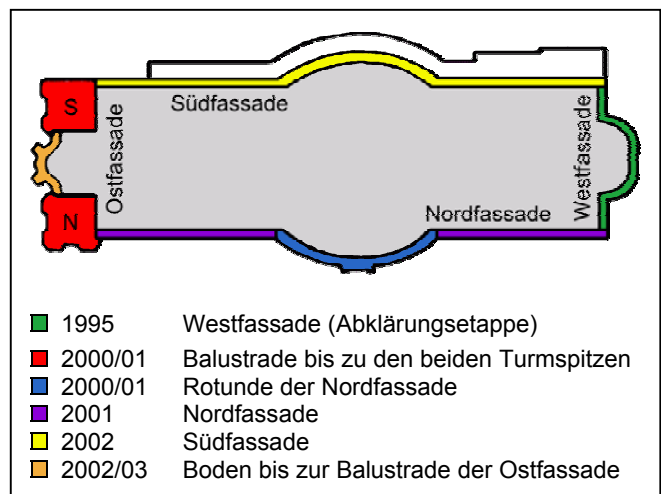 S
Südfassade
Ostfassade
Westfassade
N
Nordfassade
1995 Westfassade (Abklärungsetappe)
2000/01 Balustrade bis zu den beiden Turmspitzen
2000/01 Rotunde der Nordfassade
2001 Nordfassade
2002 Südfassade
2002/03 Boden bis zur Balustrade der Ostfassade